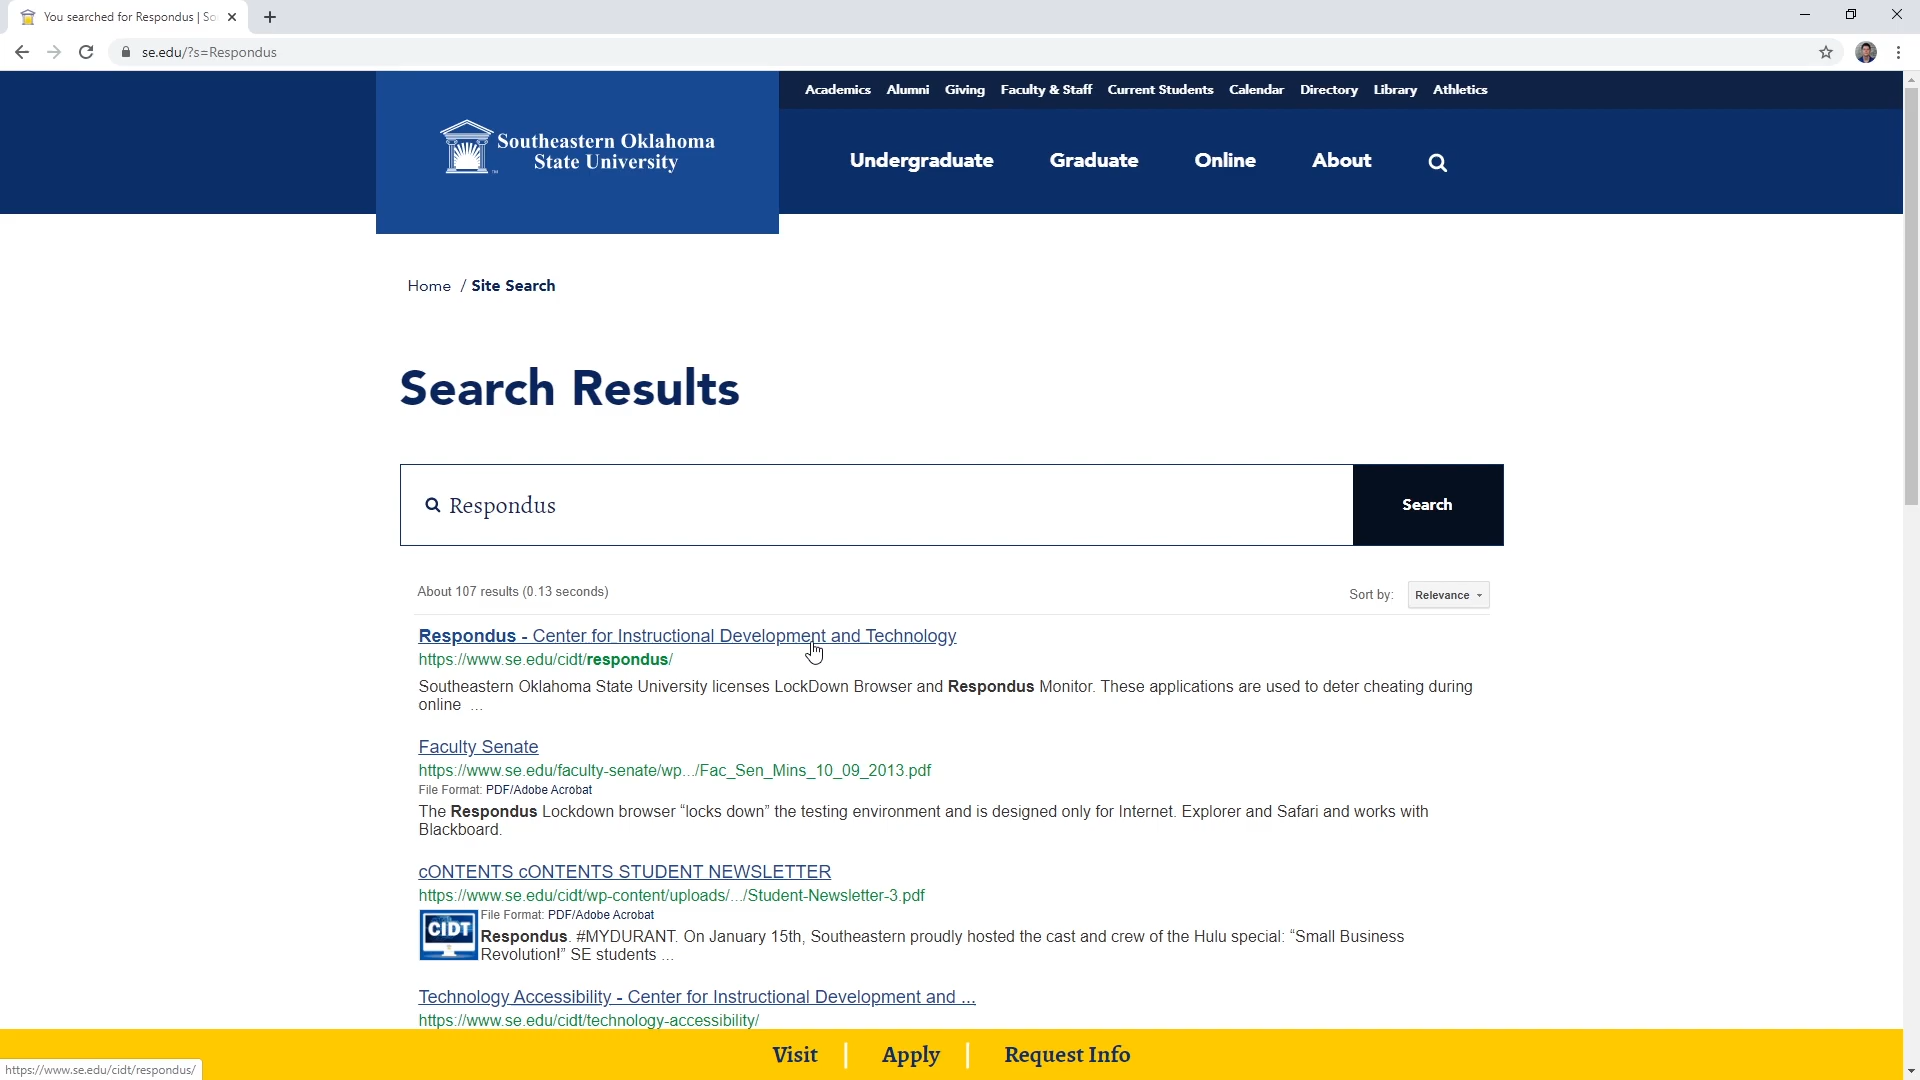 You searched for Respondus | So
se.edu/?s=Respondus
Academics Alumni Giving Faculty & Staff Current Students Calendar Directory Library Athletics
Southeastern Oklahoma
State University
Undergraduate Graduate Online About
Home / Site Search
Search Results
Respondus
Search
About 107 results (0.13 seconds)
Sort by: Relevance
Respondus - Center for Instructional Development and Technology
https://www.se.edu/cidt/respondus/
Southeastern Oklahoma State University licenses LockDown Browser and Respondus Monitor. These applications are used to deter cheating during
online ...
Faculty Senate
https://www.se.edu/faculty-senate/wp.../Fac_Sen_Mins_10_09_2013.pdf
File Format: PDF/Adobe Acrobat
The Respondus Lockdown browser “locks down” the testing environment and is designed only for Internet. Explorer and Safari and works with
Blackboard.
cONTENTS cONTENTS STUDENT NEWSLETTER
https://www.se.edu/cidt/wp-content/uploads/.../Student-Newsletter-3.pdf
File Format: PDF/Adobe Acrobat
CIDT
Respondus. #MYDURANT. On January 15th, Southeastern proudly hosted the cast and crew of the Hulu special: “Small Business
Revolution!” SE students ...
Technology Accessibility - Center for Instructional Development and ...
https://www.se.edu/cidt/technology-accessibility/
Visit | Apply | Request Info
https://www.se.edu/cidt/respondus/